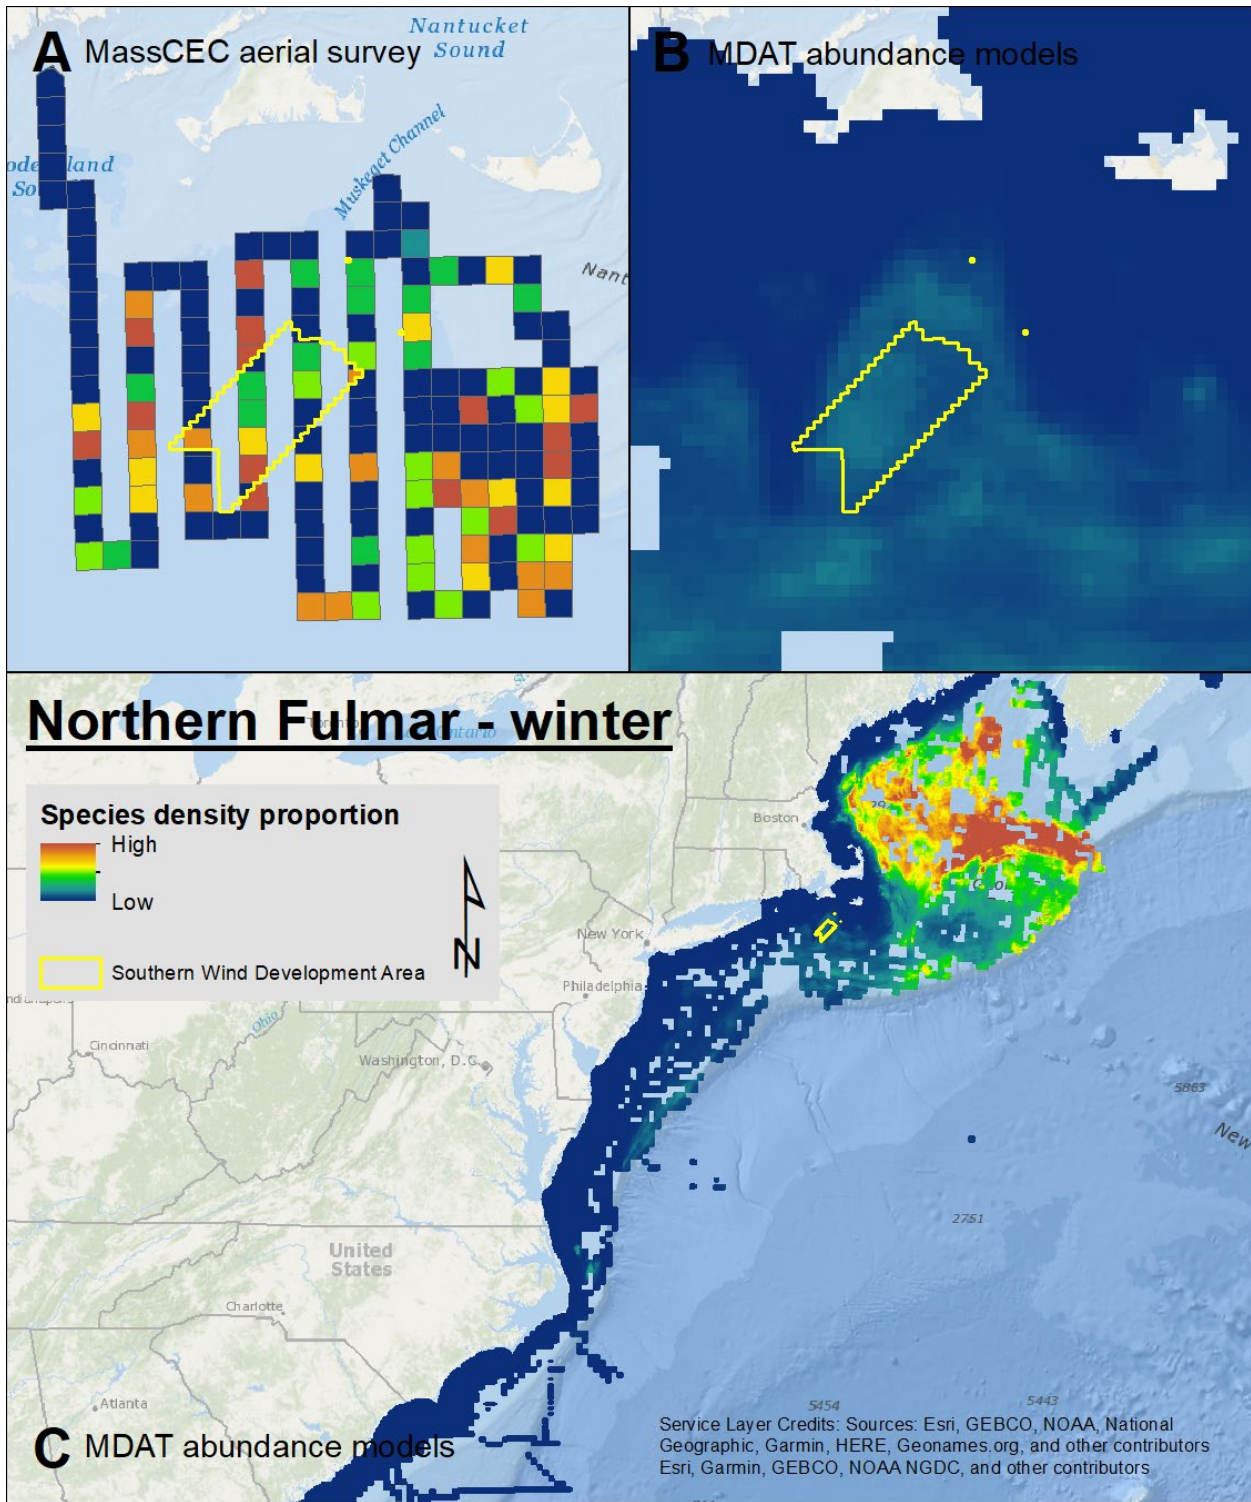 A MassCEC aerial survey
Nantucket
Sound
Muskeget Channel
B MDAT abundance models
Northern Fulmar - winter
Species density proportion
High
Low
N
Southern Wind Development Area
Boston
New York
Philadelphia
Cincinnati
Ohio
Washington, D.C.
United
States
Charlotte
Atlanta
5863
New
2751
5454
5443
C MDAT abundance models
Service Layer Credits: Sources: Esri, GEBCO, NOAA, National
Geographic, Garmin, HERE, Geonames.org, and other contributors
Esri, Garmin, GEBCO, NOAA NGDC, and other contributors